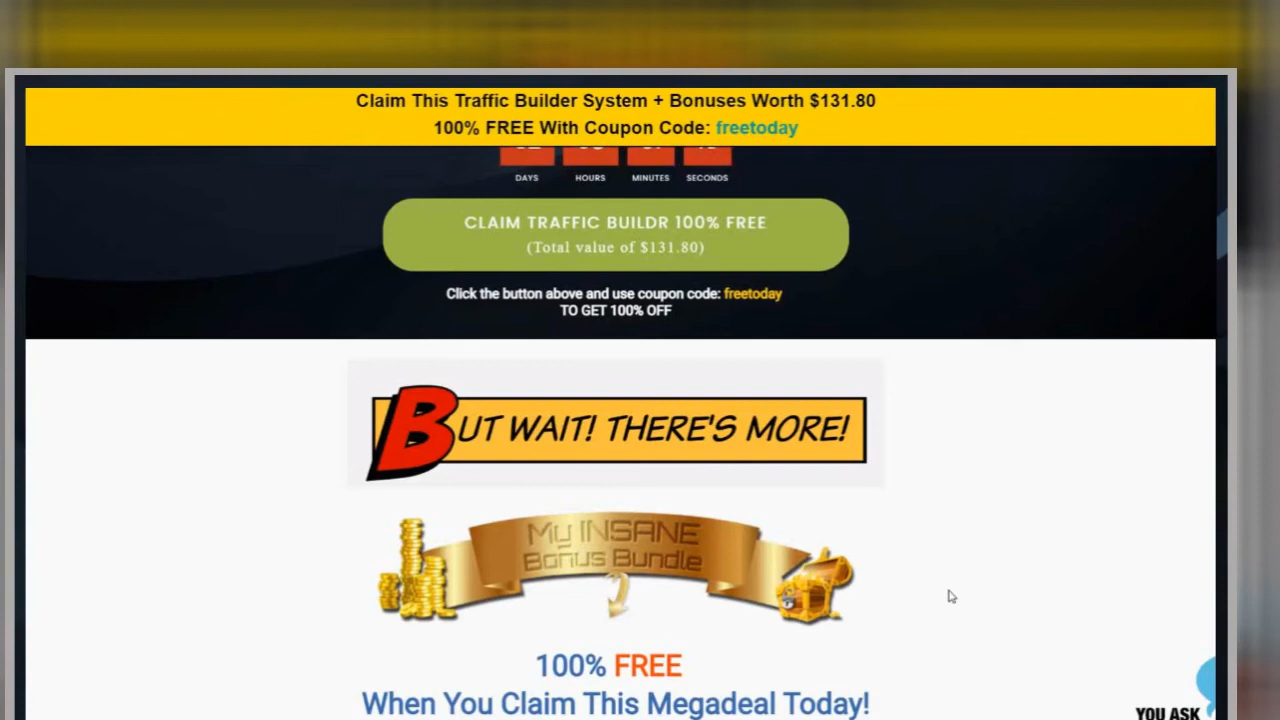 Claim This Traffic Builder System + Bonuses Worth $131.80
100% FREE With Coupon Code: freetoday
DAYS HOURS MINUTES SECONDS
CLAIM TRAFFIC BUILDR 100% FREE
(Total value of $131.80)
Click the button above and use coupon code: freetoday
TO GET 100% OFF
BUT WAIT! THERE'S MORE!
My INSANE
Bonus Bundle
100% FREE
When You Claim This Megadeal Today!
YOU ASK